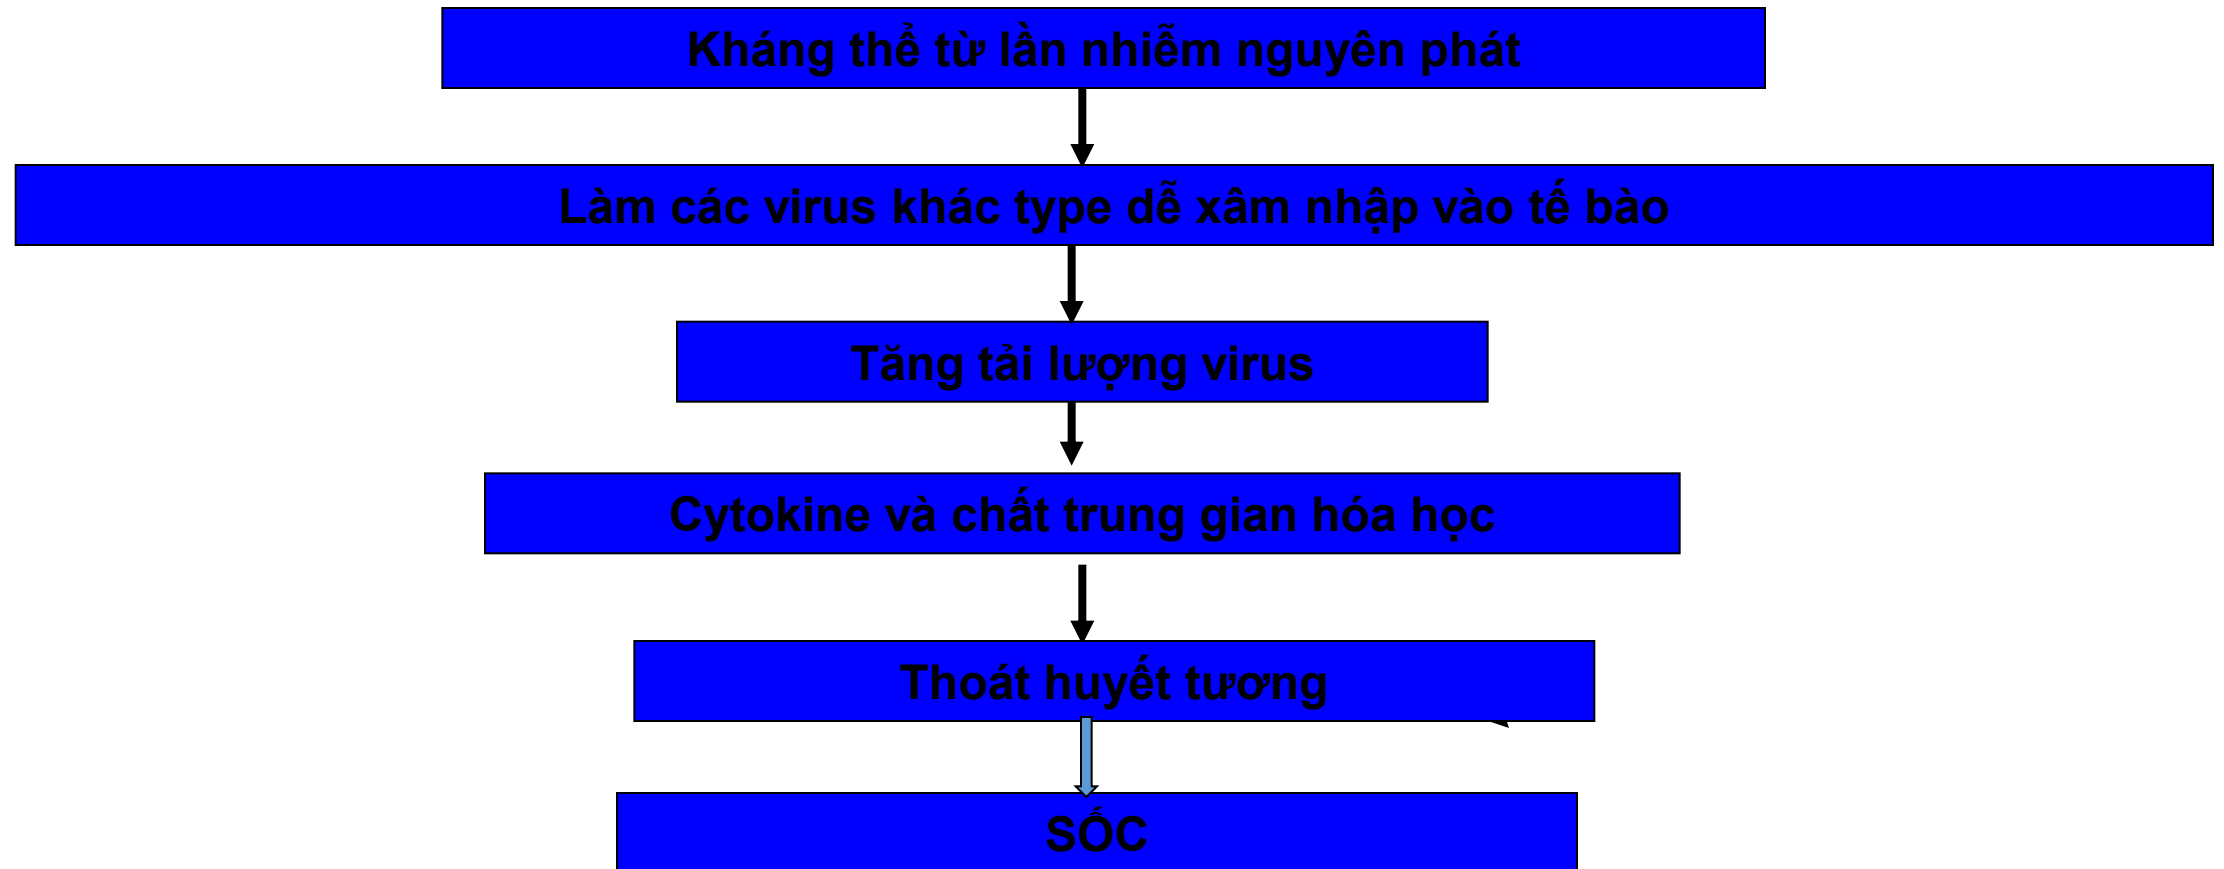 Kháng thể từ lần nhiễm nguyên phát
Làm các virus khác type dễ xâm nhập vào tế bào
Tăng tải lượng virus
Cytokine và chất trung gian hóa học
Thoát huyết tương
SỐC